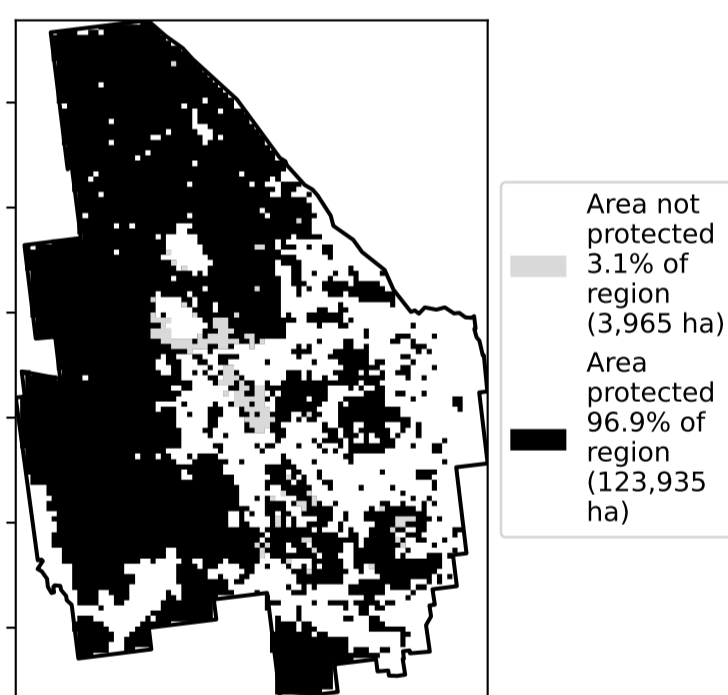 Area not
protected
3.1% of
region
(3,965 ha)
Area
protected
96.9% of
region
(123,935
ha)